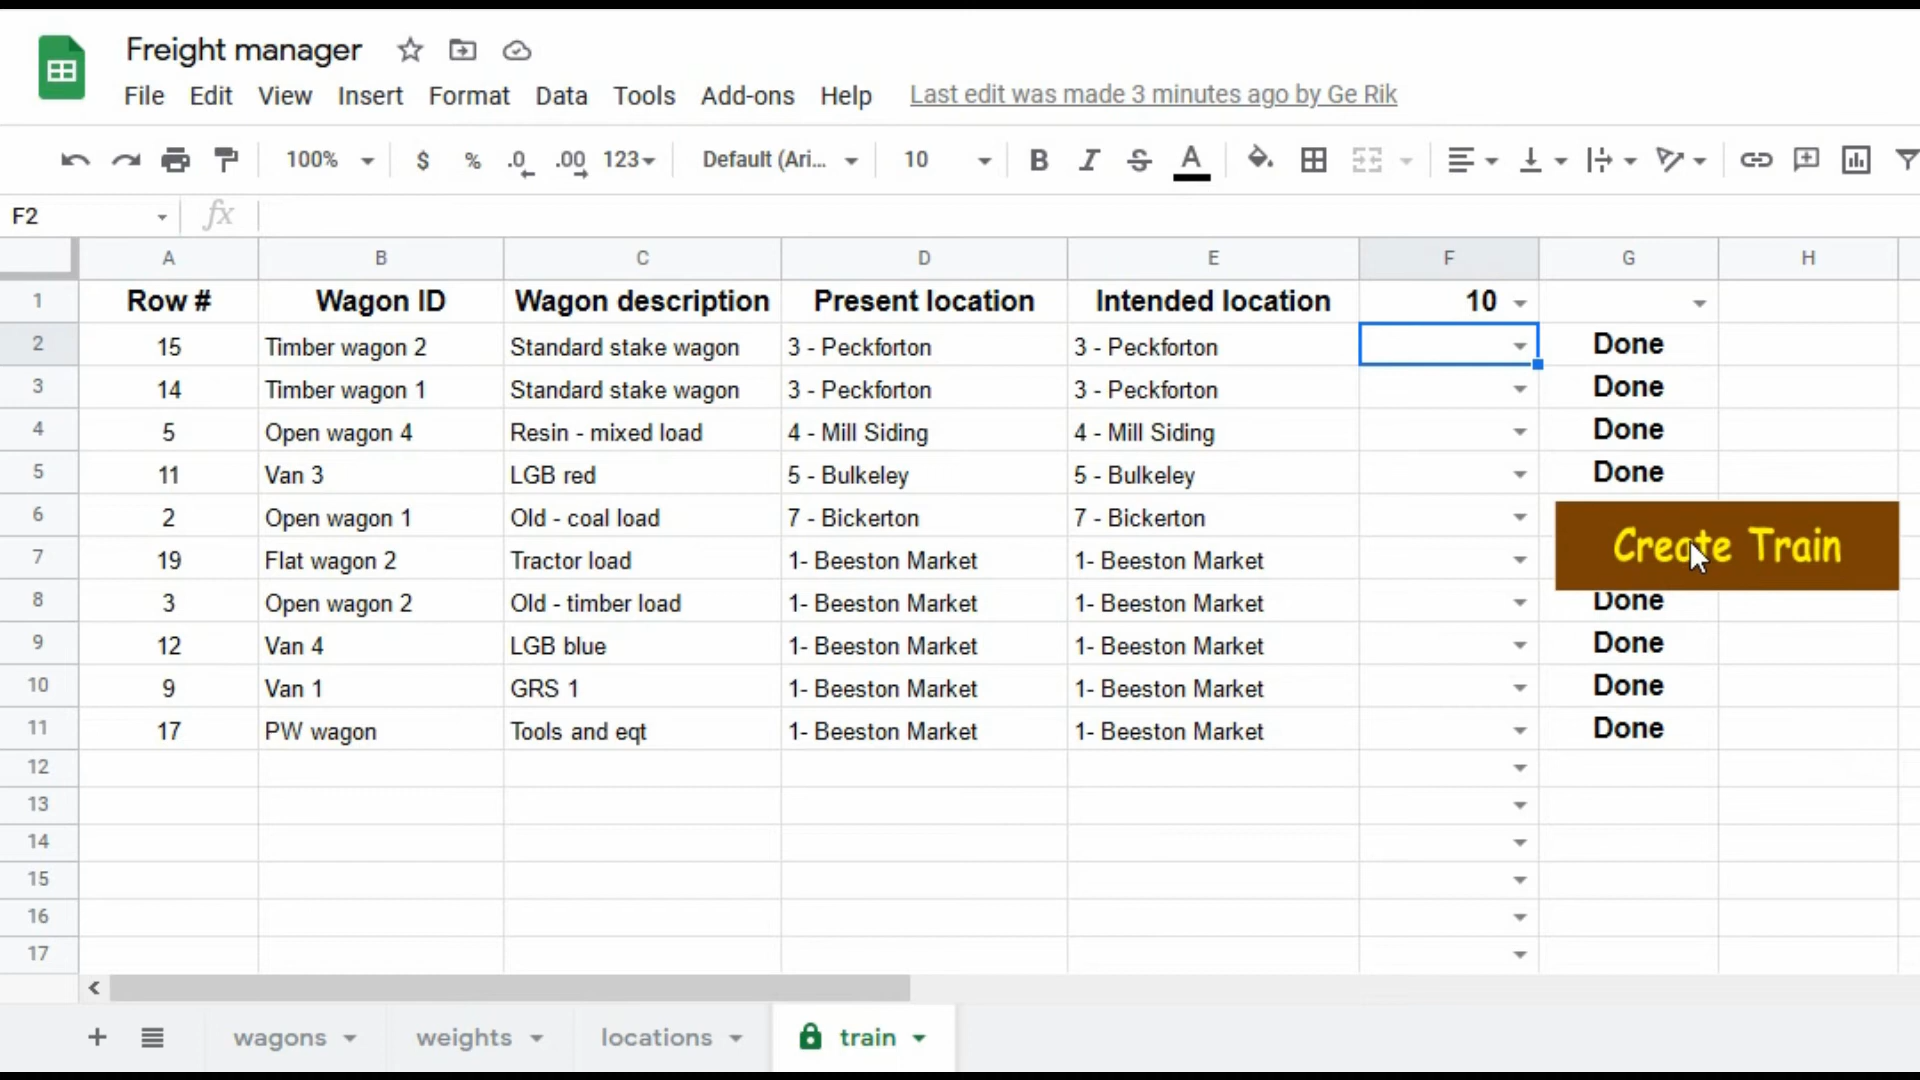 Freight manager
File Edit View Insert Format Data Tools Add-ons Help Last edit was made 3 minutes ago by Ge Rik
100% $ % .0 .00 123 Default (Ari... 10 B I S A
F2 fx
A B C D E F G H
1 Row # Wagon ID Wagon description Present location Intended location 10
2 15 Timber wagon 2 Standard stake wagon 3 - Peckforton 3 - Peckforton Done
3 14 Timber wagon 1 Standard stake wagon 3 - Peckforton 3 - Peckforton Done
4 5 Open wagon 4 Resin - mixed load 4 - Mill Siding 4 - Mill Siding Done
5 11 Van 3 LGB red 5 - Bulkeley 5 - Bulkeley Done
6 2 Open wagon 1 Old - coal load 7 - Bickerton 7 - Bickerton
Create Train
7 19 Flat wagon 2 Tractor load 1- Beeston Market 1- Beeston Market
8 3 Open wagon 2 Old - timber load 1- Beeston Market 1- Beeston Market Done
9 12 Van 4 LGB blue 1- Beeston Market 1- Beeston Market Done
10 9 Van 1 GRS 1 1- Beeston Market 1- Beeston Market Done
11 17 PW wagon Tools and eqt 1- Beeston Market 1- Beeston Market Done
12
13
14
15
16
17
wagons weights locations train